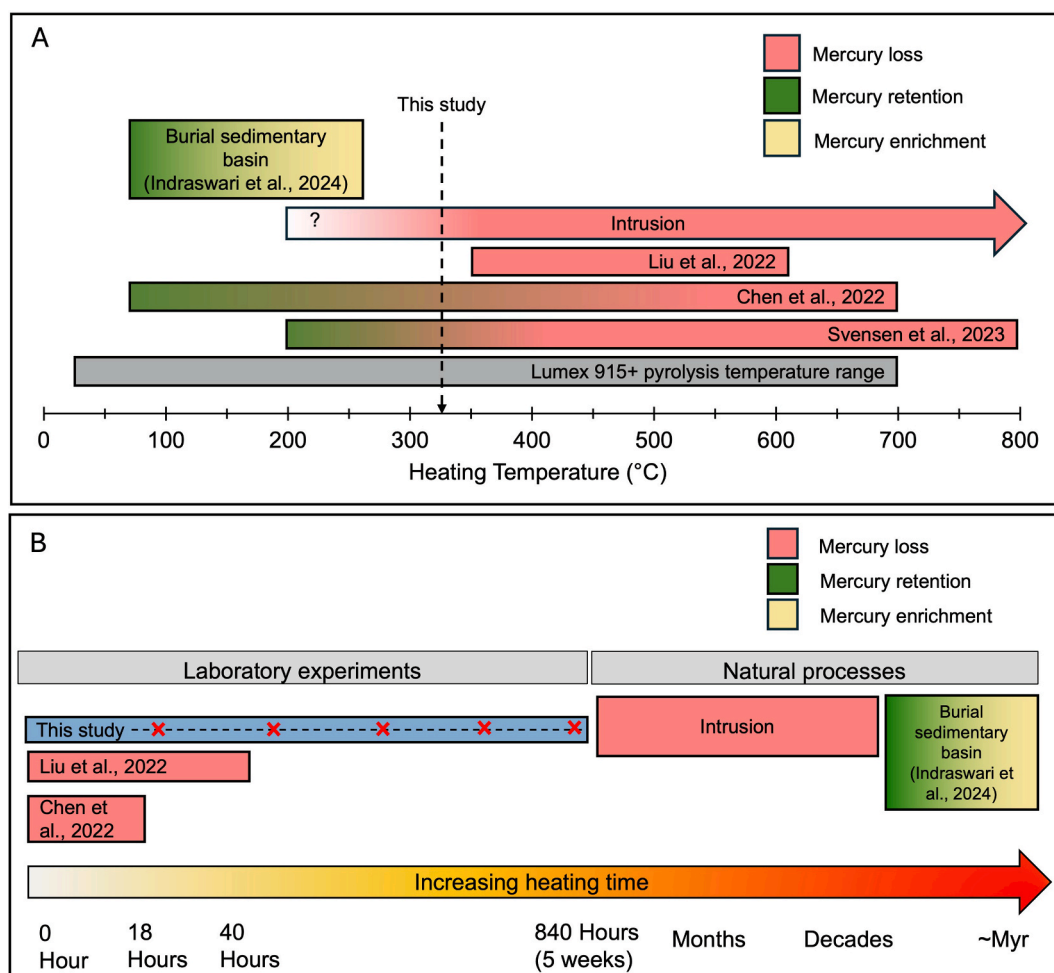 A
Mercury loss
Mercury retention
Mercury enrichment
This study
Burial sedimentary
basin
(Indraswari et al., 2024)
?
Intrusion
Liu et al., 2022
Chen et al., 2022
Svensen et al., 2023
Lumex 915+ pyrolysis temperature range
0 100 200 300 400 500 600 700 800
Heating Temperature (°C)
B
Mercury loss
Mercury retention
Mercury enrichment
Laboratory experiments
Natural processes
This study
Liu et al., 2022
Chen et
al., 2022
Intrusion
Burial
sedimentary
basin
(Indraswari et
al., 2024)
Increasing heating time
0
Hour
18
Hours
40
Hours
840 Hours
(5 weeks)
Months
Decades
~Myr